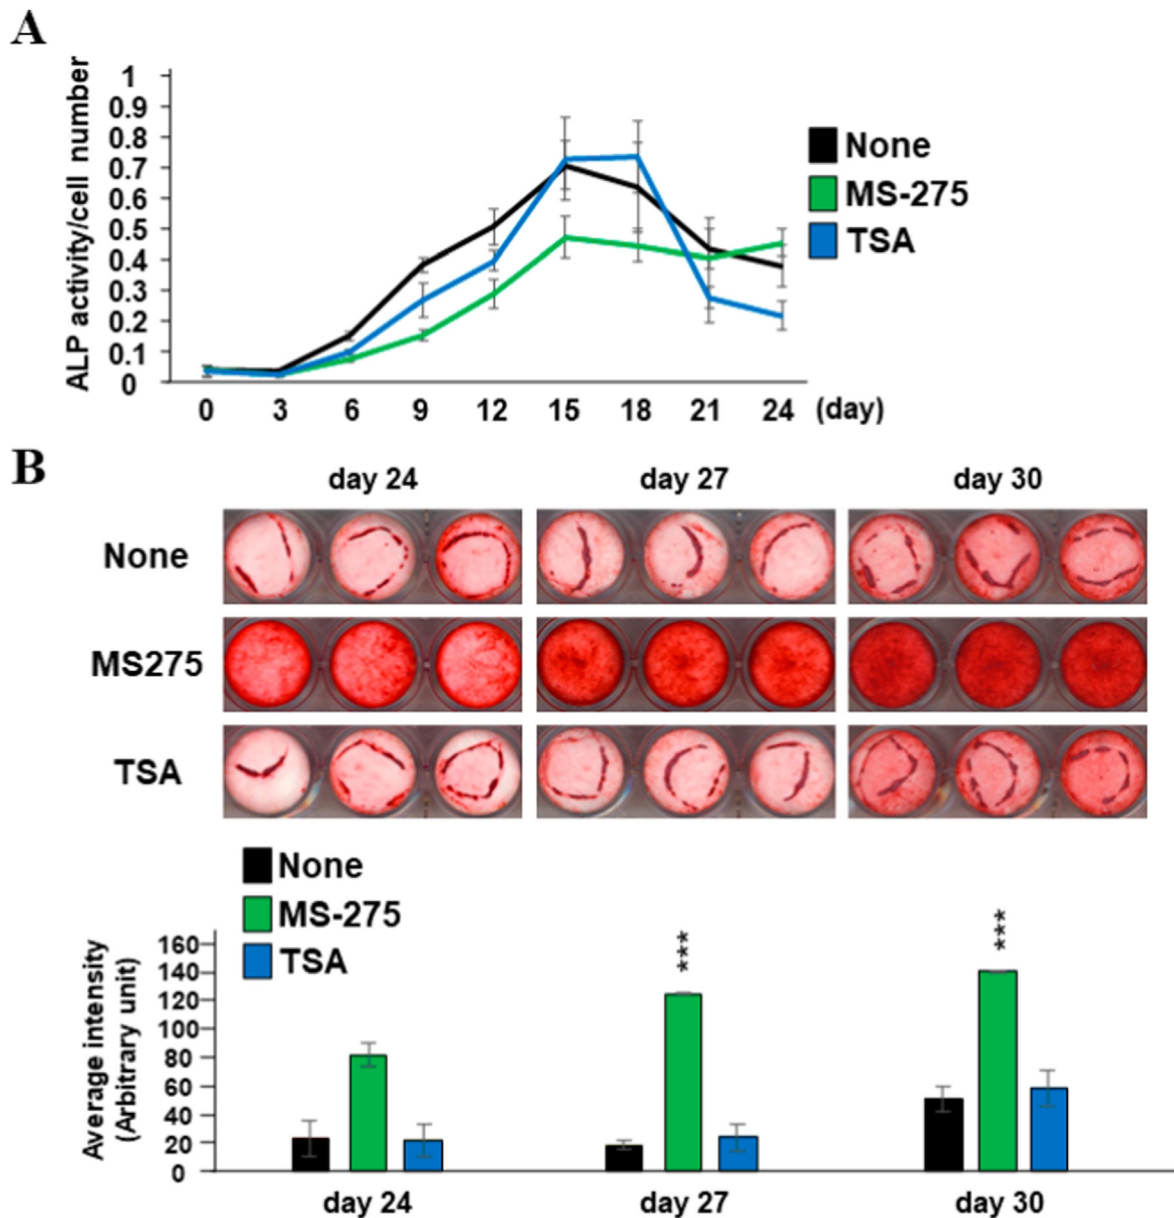 A
ALP activity/cell number
1
0.9
0.8
0.7
0.6
0.5
0.4
0.3
0.2
0.1
0
0 3 6 9 12 15 18 21 24 (day)
None
MS-275
TSA
B
day 24 day 27 day 30
None
MS275
TSA
None
MS-275
TSA
Average intensity
(Arbitrary unit)
160
140
120
100
80
60
40
20
0
***
***
day 24 day 27 day 30